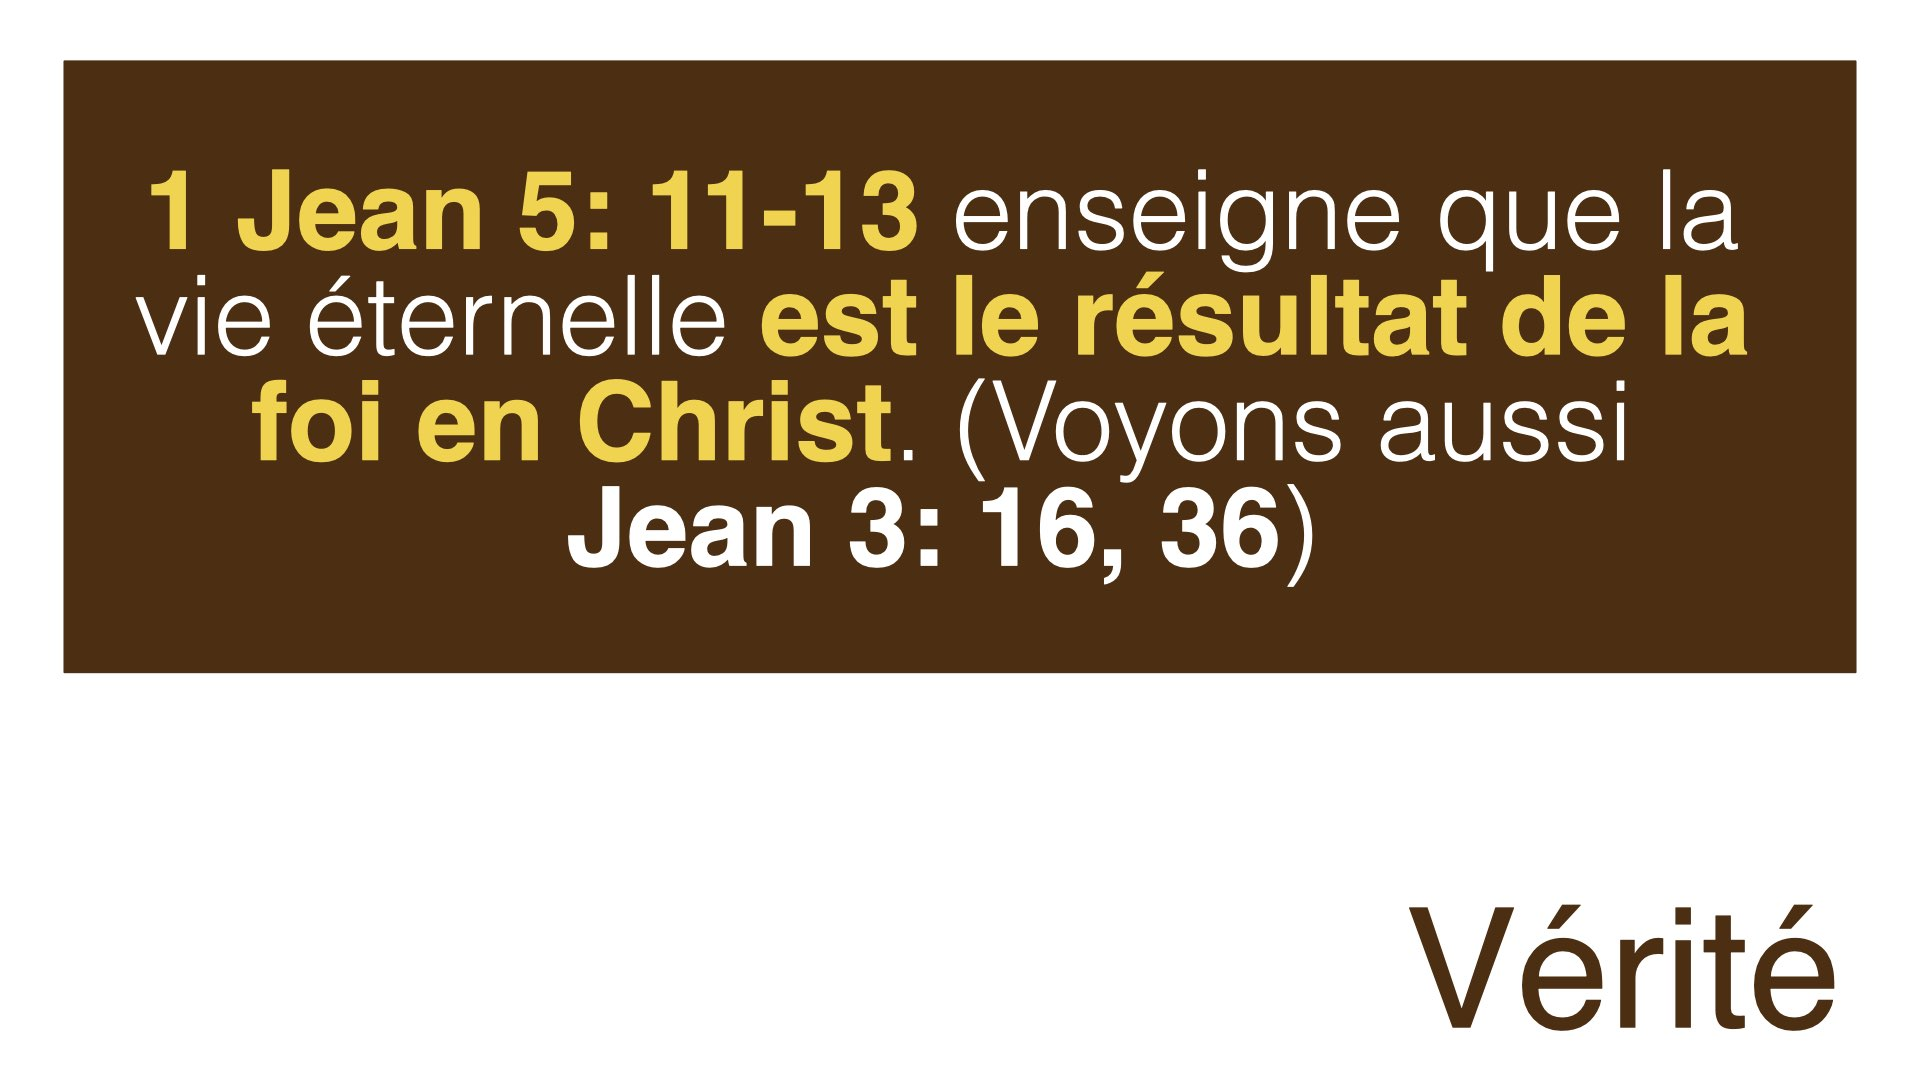 1 Jean 5: 11-13 enseigne que la
vie éternelle est le résultat de la
foi en Christ. (Voyons aussi
Jean 3: 16, 36)
Vérité